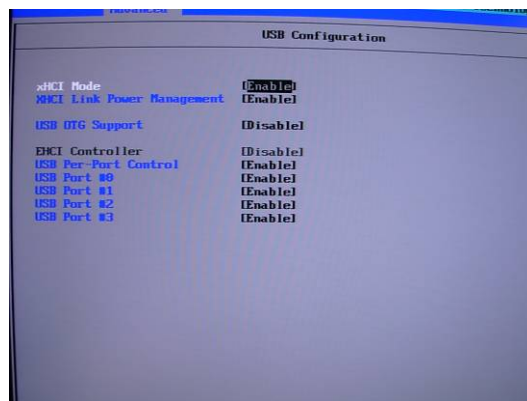 Advanced
USB Configuration
xHCI Mode [Enable]
XHCI Link Power Management [Enable]
USB OTG Support [Disable]
EHCI Controller [Disable]
USB Per-Port Control [Enable]
USB Port #0 [Enable]
USB Port #1 [Enable]
USB Port #2 [Enable]
USB Port #3 [Enable]